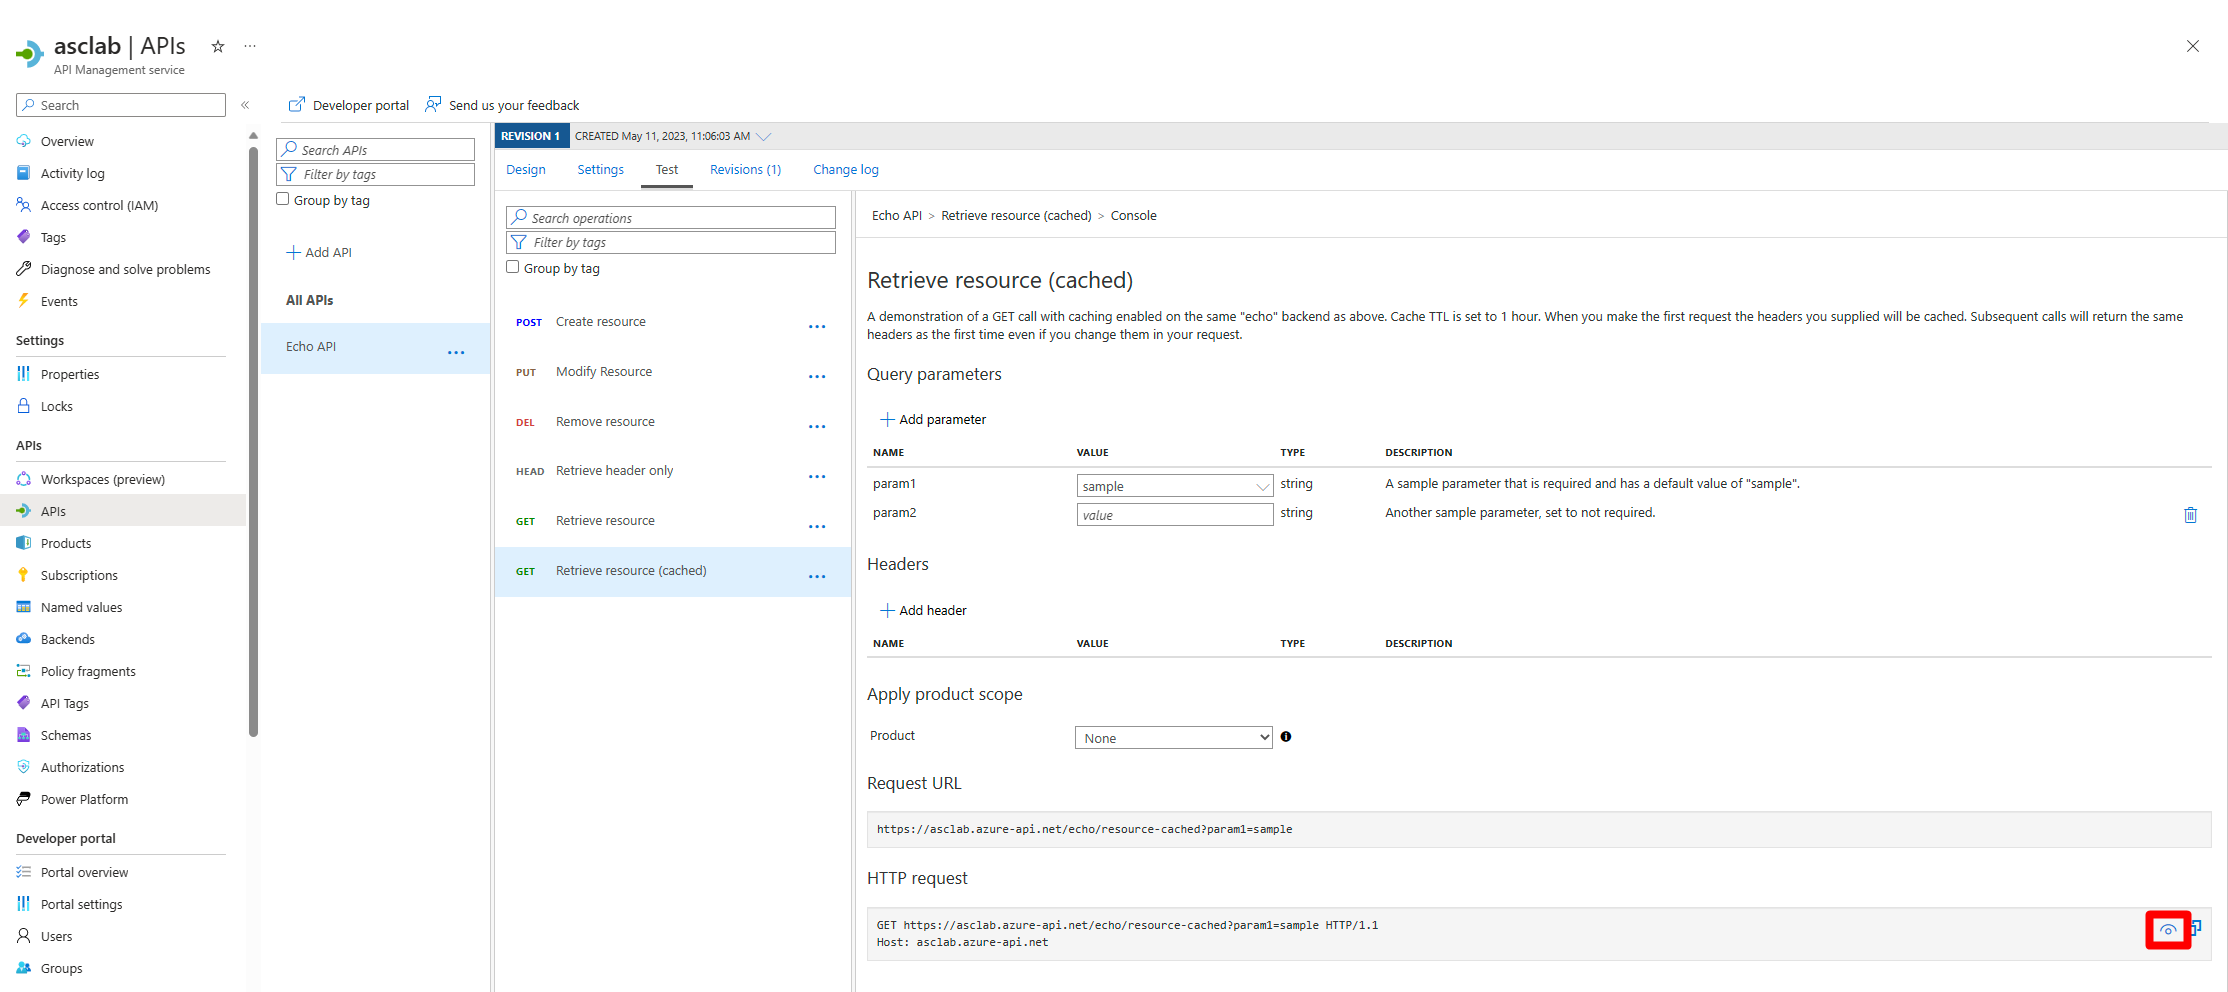 asclab | APIs
API Management service
Search
Overview
Activity log
Access control (IAM)
Tags
Diagnose and solve problems
Events
Settings
Properties
Locks
APIs
Workspaces (preview)
APIs
Products
Subscriptions
Named values
Backends
Policy fragments
API Tags
Schemas
Authorizations
Power Platform
Developer portal
Portal overview
Portal settings
Users
Groups
Developer portal
Send us your feedback
Search APIs
Filter by tags
Group by tag
Add API
All APIs
Echo API
REVISION 1
CREATED May 11, 2023, 11:06:03 AM
Design
Settings
Test
Revisions (1)
Change log
Search operations
Filter by tags
Group by tag
POST Create resource
PUT Modify Resource
DEL Remove resource
HEAD Retrieve header only
GET Retrieve resource
GET Retrieve resource (cached)
Echo API > Retrieve resource (cached) > Console
Retrieve resource (cached)
A demonstration of a GET call with caching enabled on the same "echo" backend as above. Cache TTL is set to 1 hour. When you make the first request the headers you supplied will be cached. Subsequent calls will return the same
headers as the first time even if you change them in your request.
Query parameters
Add parameter
NAME VALUE TYPE DESCRIPTION
param1 sample string A sample parameter that is required and has a default value of "sample".
param2 value string Another sample parameter, set to not required.
Headers
Add header
NAME VALUE TYPE DESCRIPTION
Apply product scope
Product None
Request URL
https://asclab.azure-api.net/echo/resource-cached?param1=sample
HTTP request
GET https://asclab.azure-api.net/echo/resource-cached?param1=sample HTTP/1.1
Host: asclab.azure-api.net